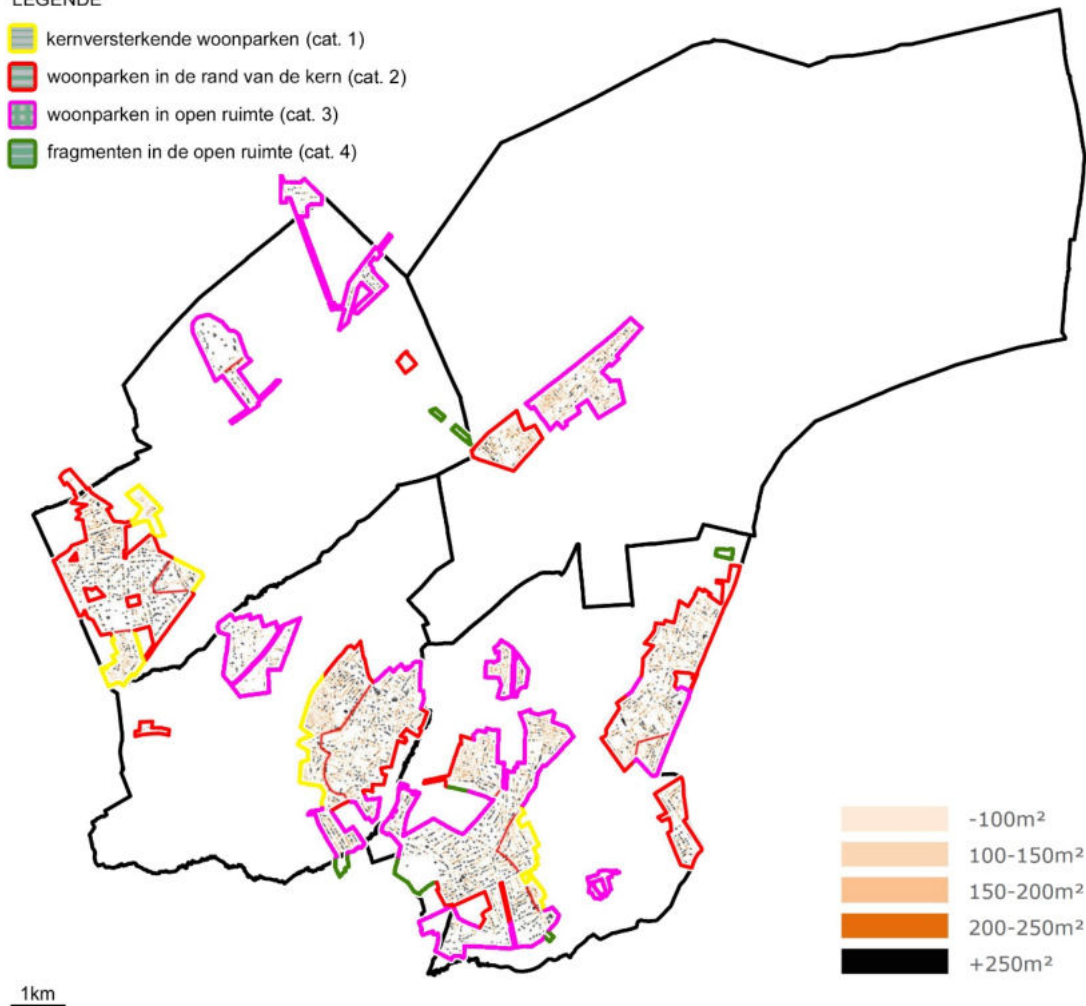 LEGENDE
kernversterkende woonparken (cat. 1)
woonparken in de rand van de kern (cat. 2)
woonparken in open ruimte (cat. 3)
fragmenten in de open ruimte (cat. 4)
-100m²
100-150m²
150-200m²
200-250m²
+250m²
1km